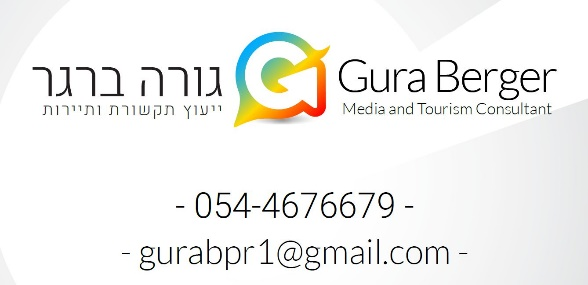 גורה ברגר
ייעוץ תקשורת ותיירות
Gura Berger
Media and Tourism Consultant
- 054-4676679 -
- gurabpr1@gmail.com -